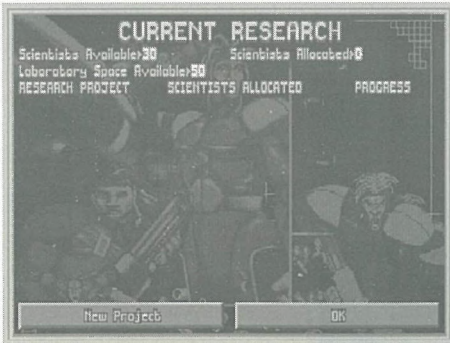 CURRENT RESEARCH
Scientists Available>30 Scientists Allocated>0
Laboratory Space Available>50
RESEARCH PROJECT SCIENTISTS ALLOCATED PROGRESS
New Project OK